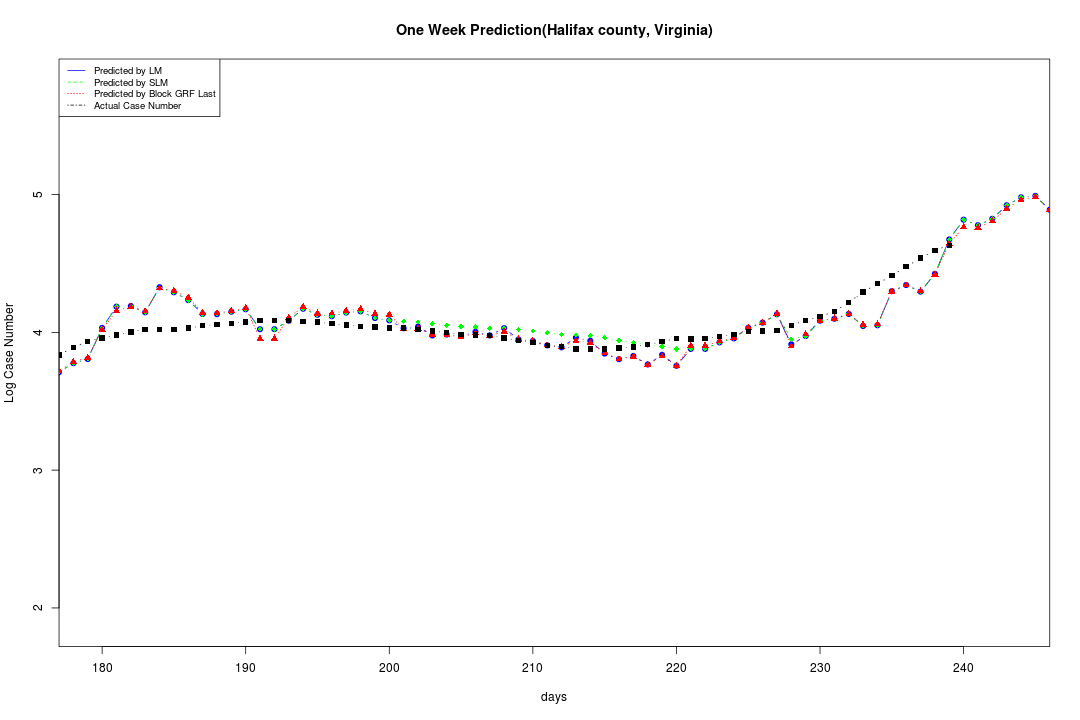 One Week Prediction(Halifax county, Virginia)
Predicted by LM
Predicted by SLM
Predicted by Block GRF Last
Actual Case Number
Log Case Number
5
4
3
2
180 190 200 210 220 230 240
days